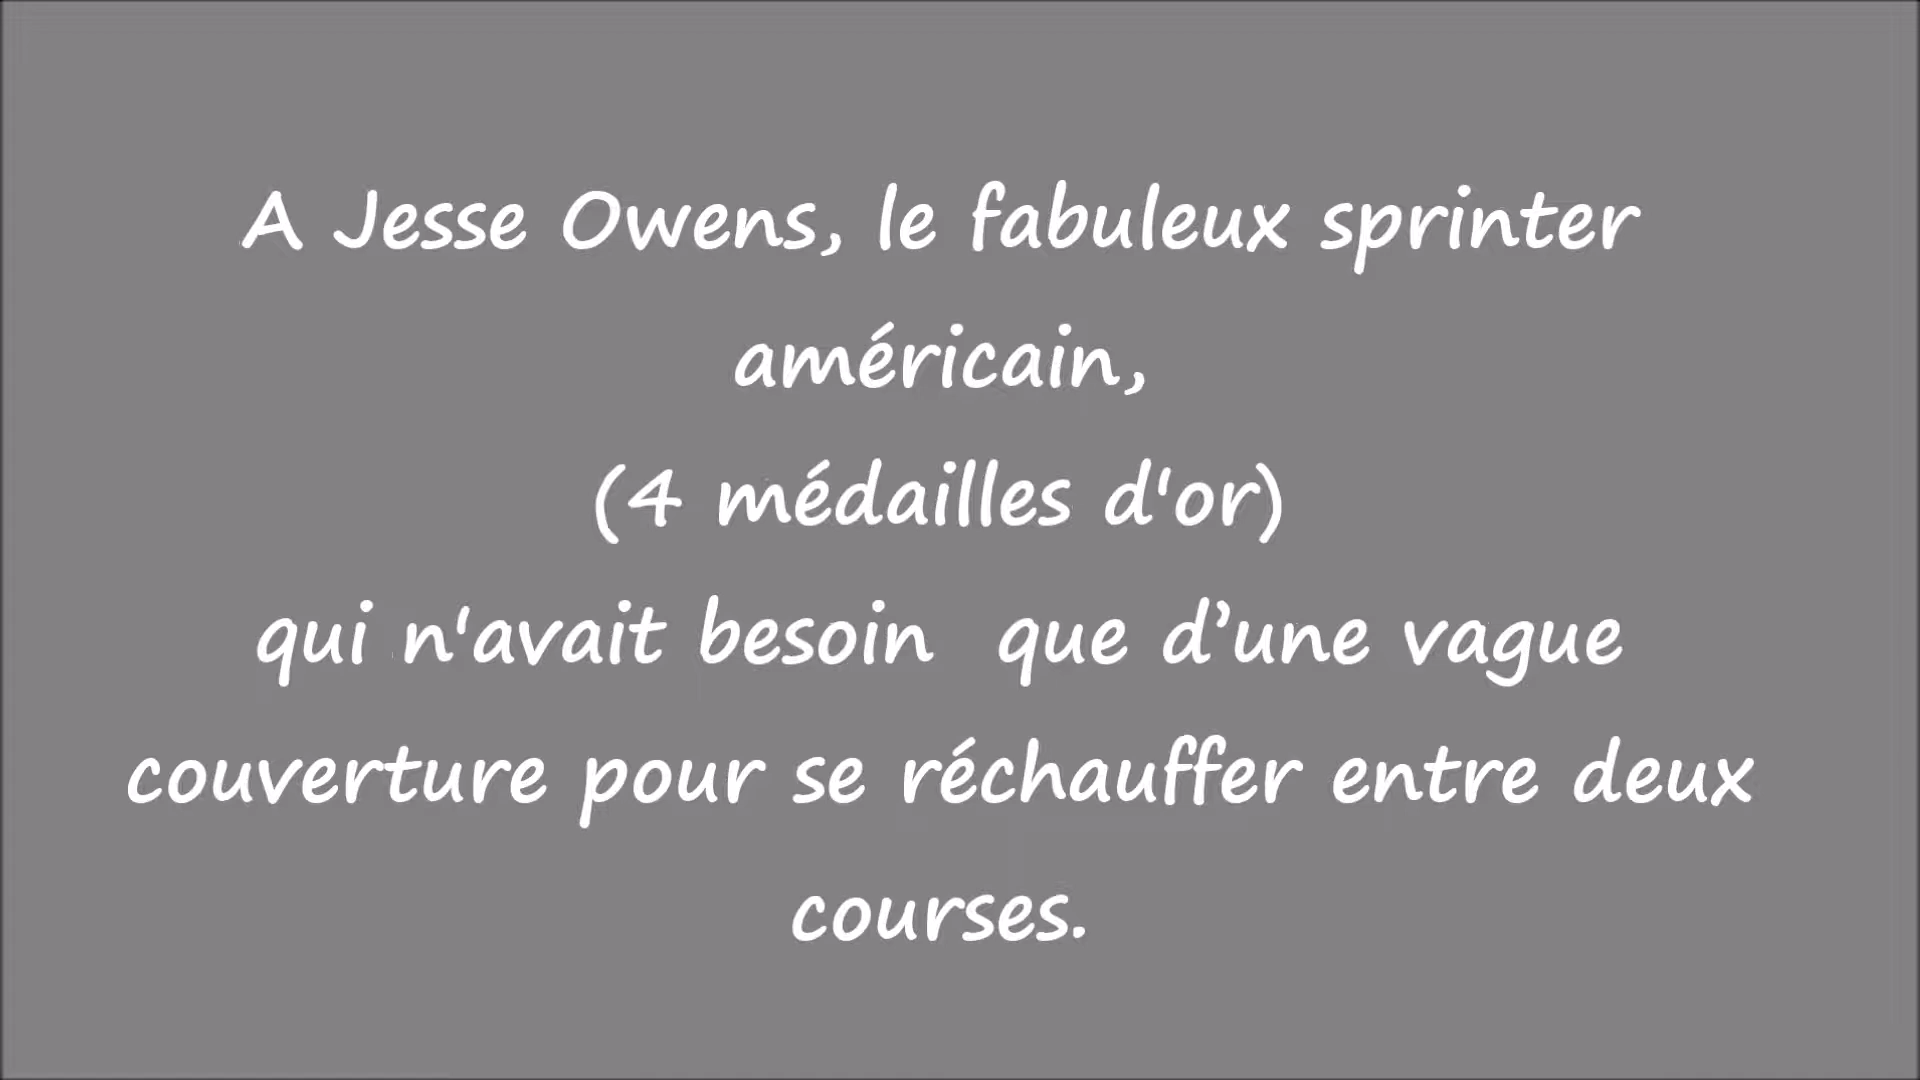 A Jesse Owens, le fabuleux sprinter
américain,
(4 médailles d'or)
qui n'avait besoin  que d’une vague
couverture pour se réchauffer entre deux
courses.